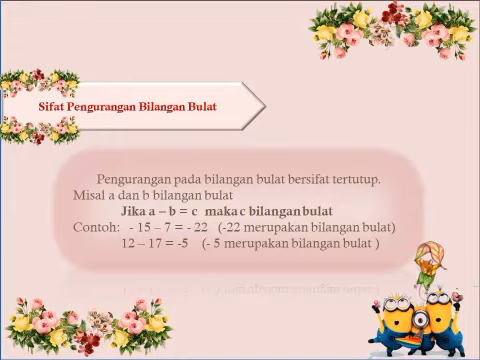 Sifat Pengurangan Bilangan Bulat
Pengurangan pada bilangan bulat bersifat tertutup.
Misal a dan b bilangan bulat
Jika a – b = c maka c bilangan bulat
Contoh: - 15 – 7 = - 22 (-22 merupakan bilangan bulat)
12 – 17 = -5 (- 5 merupakan bilangan bulat )